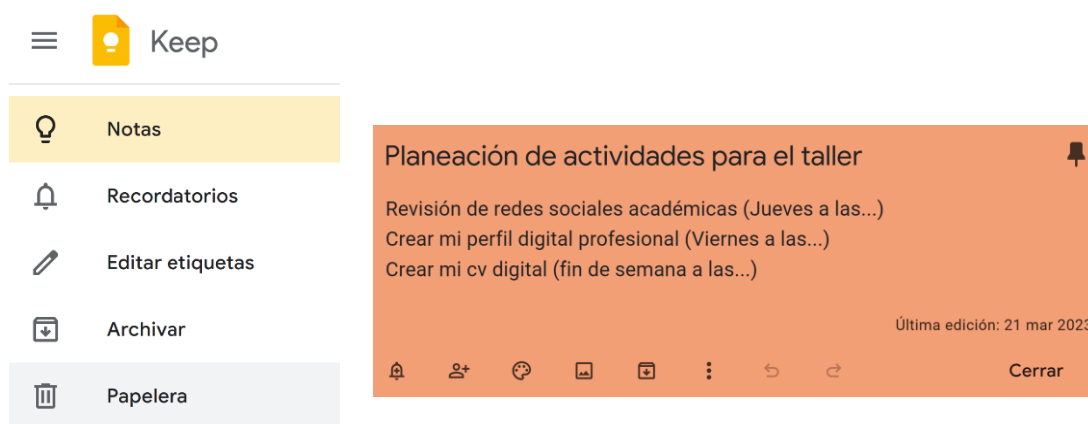 Keep
Notas
Recordatorios
Editar etiquetas
Archivar
Papelera
Planeación de actividades para el taller
Revisión de redes sociales académicas (Jueves a las...)
Crear mi perfil digital profesional (Viernes a las...)
Crear mi cv digital (fin de semana a las...)
Última edición: 21 mar 2023
Cerrar